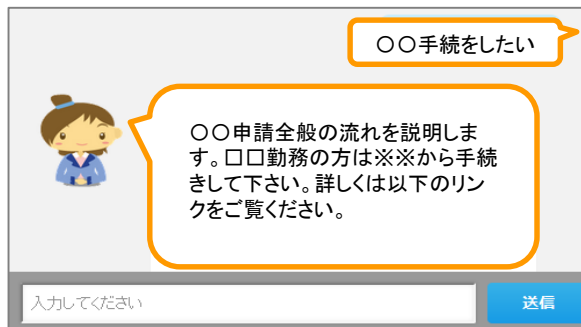 〇〇手続をしたい
〇〇申請全般の流れを説明しま
す。□□勤務の方は※※から手続
きして下さい。詳しくは以下のリン
クをご覧ください。
入力してください
送信